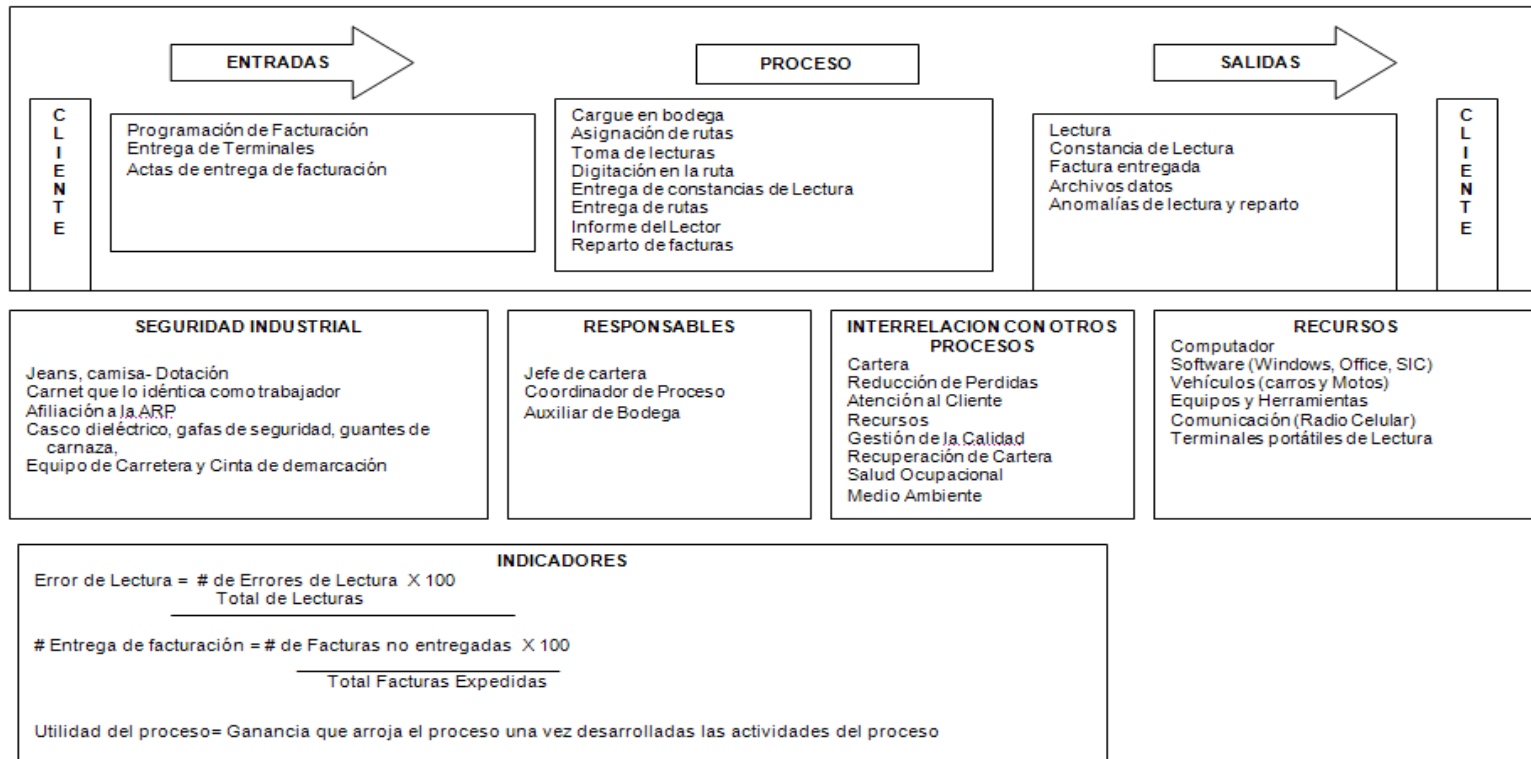 ENTRADAS
PROCESO
SALIDAS
CLIENTE
Programación de Facturación
Entrega de Terminales
Actas de entrega de facturación
Cargue en bodega
Asignación de rutas
Toma de lecturas
Digitación en la ruta
Entrega de constancias de Lectura
Entrega de rutas
Informe del Lector
Reparto de facturas
Lectura
Constancia de Lectura
Factura entregada
Archivos datos
Anomalías de lectura y reparto
CLIENTE
SEGURIDAD INDUSTRIAL
Jeans, camisa- Dotación
Carnet que lo idéntica como trabajador
Afiliación a la ARP
Casco dieléctrico, gafas de seguridad, guantes de
carnaza,
Equipo de Carretera y Cinta de demarcación
RESPONSABLES
Jefe de cartera
Coordinador de Proceso
Auxiliar de Bodega
INTERRELACION CON OTROS
PROCESOS
Cartera
Reducción de Perdidas
Atención al Cliente
Recursos
Gestión de la Calidad
Recuperación de Cartera
Salud Ocupacional
Medio Ambiente
RECURSOS
Computador
Software (Windows, Office, SIC)
Vehículos (carros y Motos)
Equipos y Herramientas
Comunicación (Radio Celular)
Terminales portátiles de Lectura
INDICADORES
Error de Lectura = # de Errores de Lectura X 100
Total de Lecturas
# Entrega de facturación = # de Facturas no entregadas X 100
Total Facturas Expedidas
Utilidad del proceso= Ganancia que arroja el proceso una vez desarrolladas las actividades del proceso